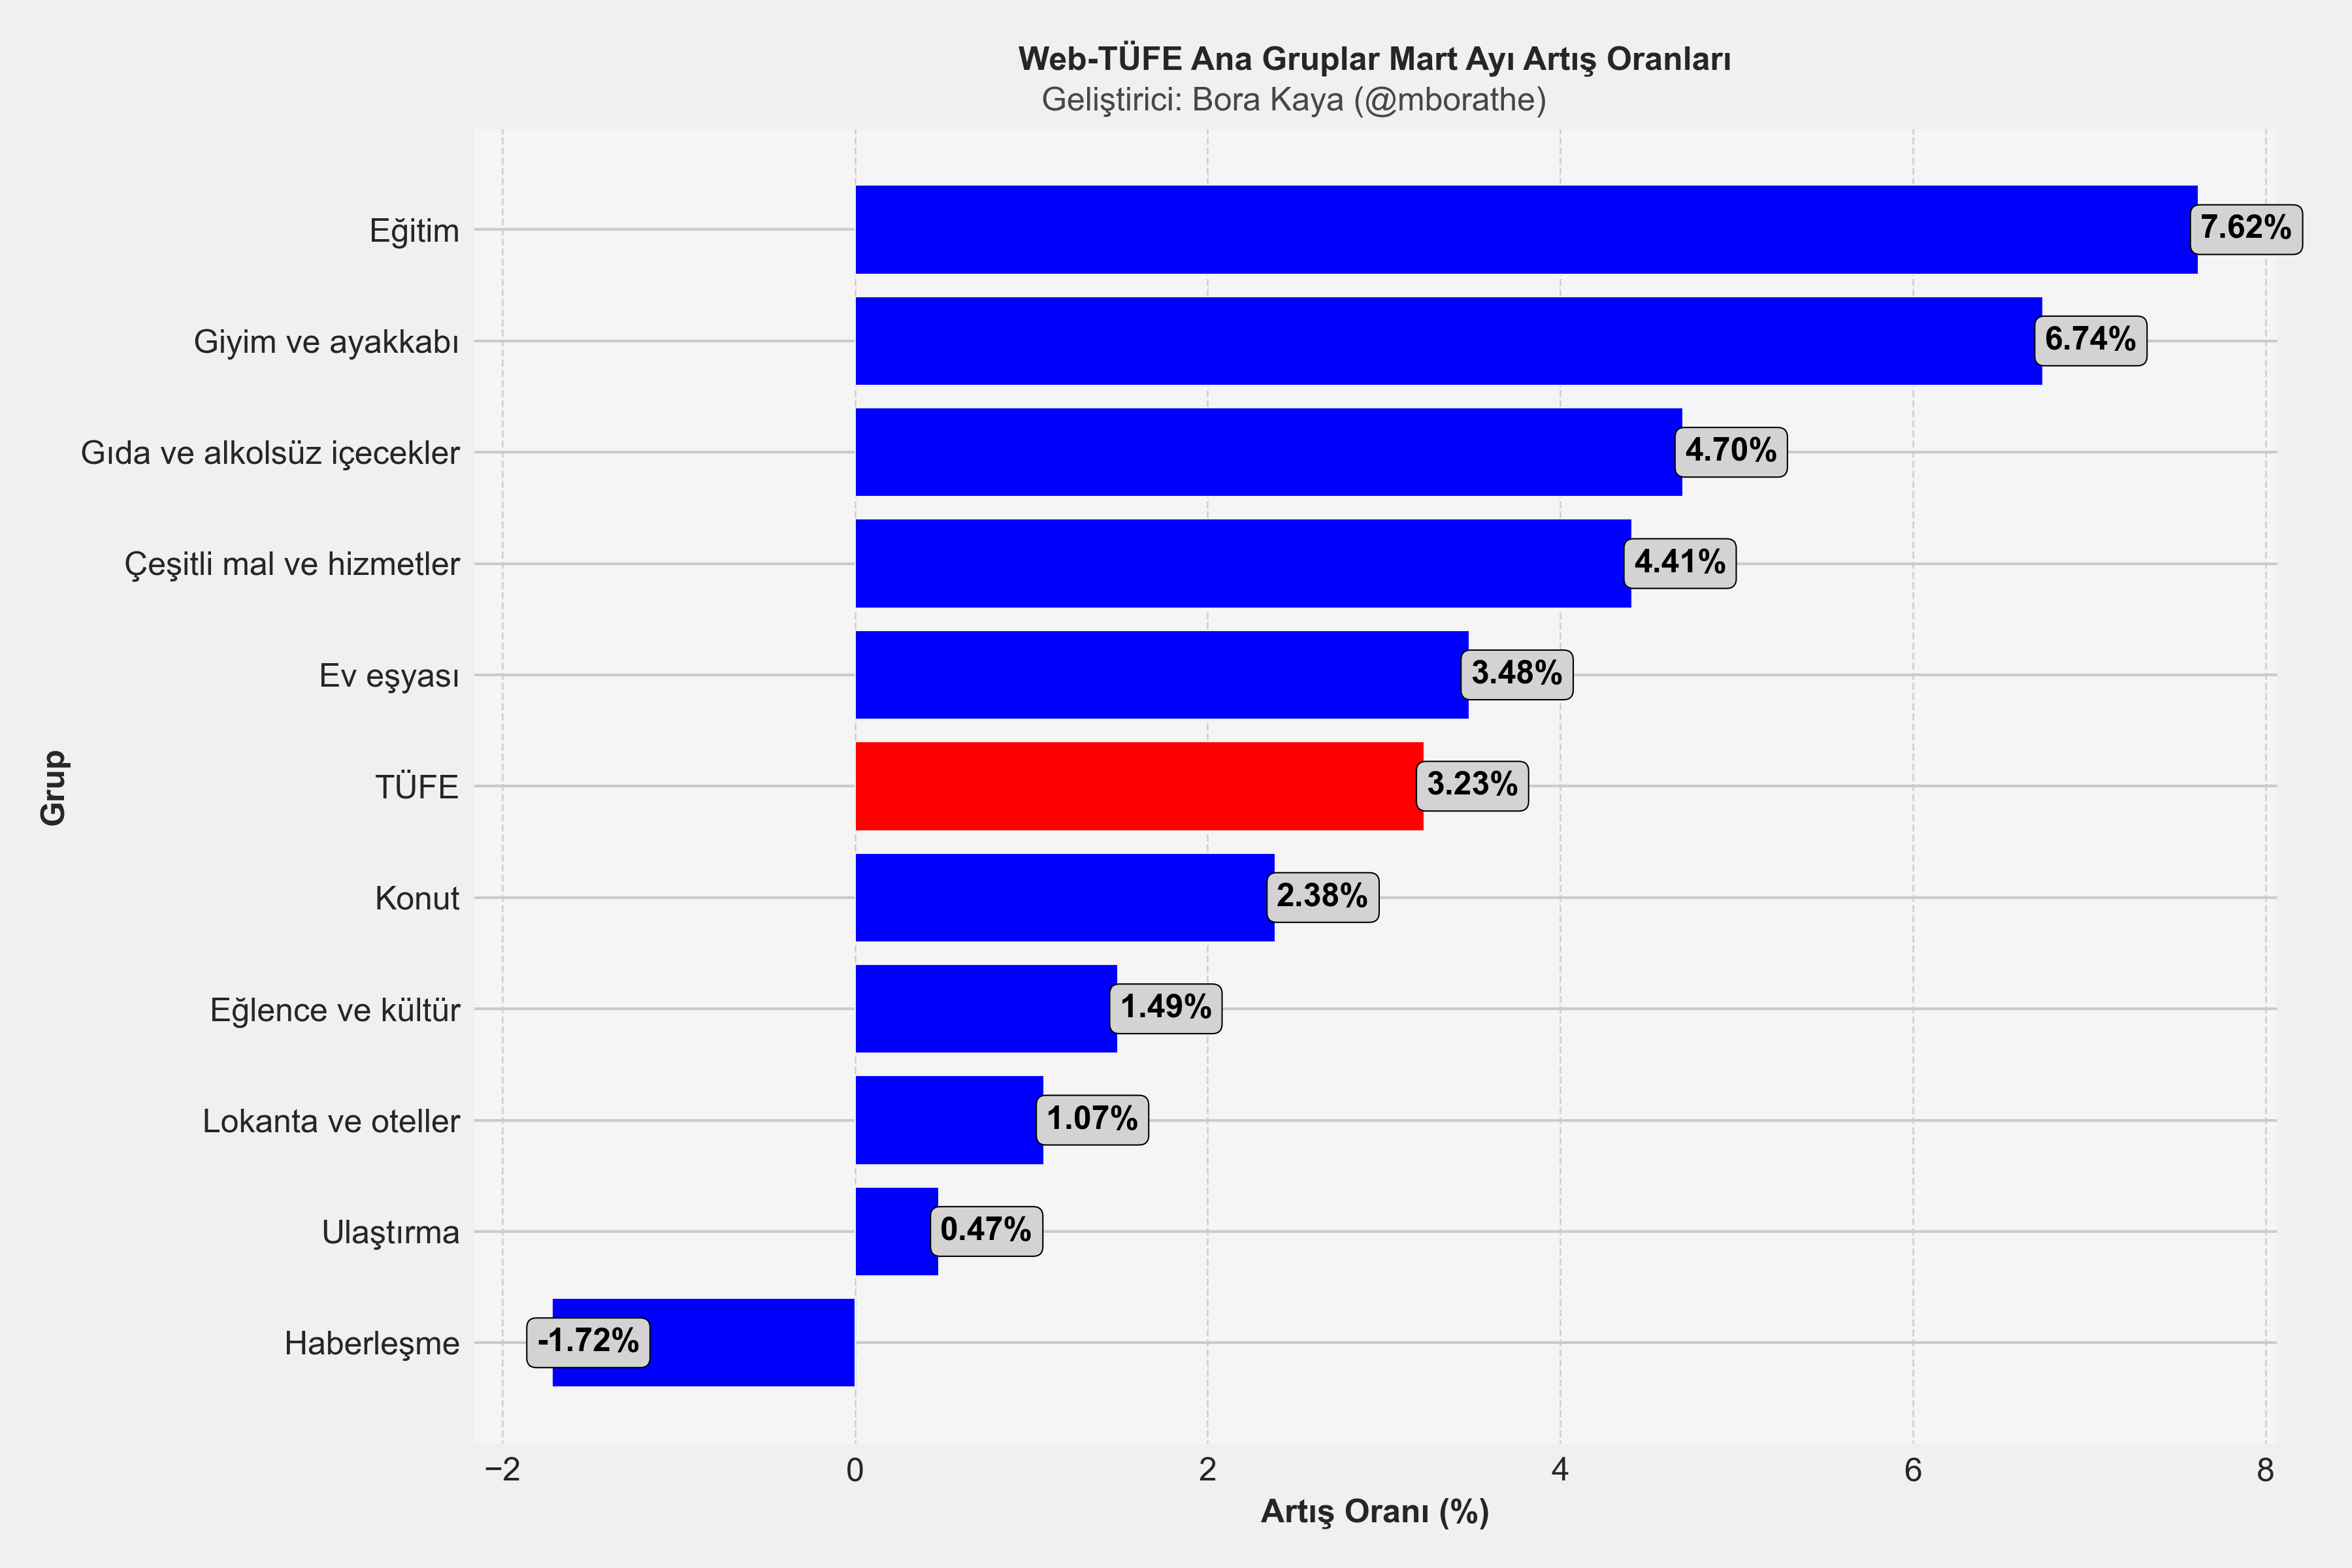 Web-TÜFE Ana Gruplar Mart Ayı Artış Oranları
Geliştirici: Bora Kaya (@mborathe)
Grup
Eğitim 7.62%
Giyim ve ayakkabı 6.74%
Gıda ve alkolsüz içecekler 4.70%
Çeşitli mal ve hizmetler 4.41%
Ev eşyası 3.48%
TÜFE 3.23%
Konut 2.38%
Eğlence ve kültür 1.49%
Lokanta ve oteller 1.07%
Ulaştırma 0.47%
Haberleşme -1.72%
−2 0 2 4 6 8
Artış Oranı (%)